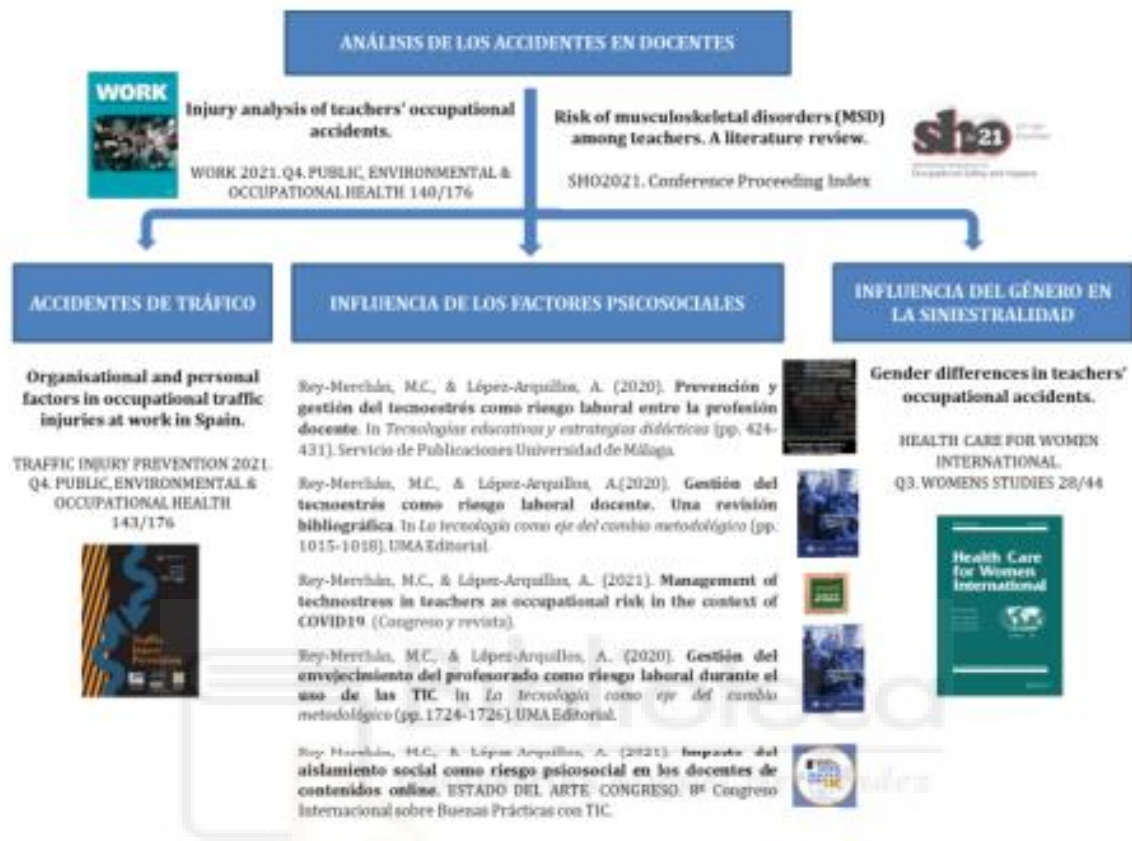 ANÁLISIS DE LOS ACCIDENTES EN DOCENTES
WORK
Injury analysis of teachers' occupational
accidents.
WORK 2021. Q4. PUBLIC, ENVIRONMENTAL &
OCCUPATIONAL HEALTH 140/176
Risk of musculoskeletal disorders (MSD)
among teachers. A literature review.
SHO2021. Conference Proceeding Index
sho
21
Occupational Safety and Hygiene
ACCIDENTES DE TRÁFICO
Organisational and personal
factors in occupational traffic
injuries at work in Spain.
TRAFFIC INJURY PREVENTION 2021.
Q4. PUBLIC, ENVIRONMENTAL &
OCCUPATIONAL HEALTH
143/176
Traffic
Injury
Prevention
INFLUENCIA DE LOS FACTORES PSICOSOCIALES
Rey-Merchán, M.C., & López-Arquillos, A. (2020). Prevención y
gestión del tecnoestrés como riesgo laboral entre la profesión
docente. In Tecnologías educativas y estrategias didácticas (pp. 424-
431). Servicio de Publicaciones Universidad de Málaga.
Rey-Merchán, M.C., & López-Arquillos, A.(2020). Gestión del
tecnoestrés como riesgo laboral docente. Una revisión
bibliográfica. In La tecnología como eje del cambio metodológico (pp.
1015-1018). UMA Editorial.
Rey-Merchán, M.C., & López-Arquillos, A. (2021). Management of
technostress in teachers as occupational risk in the context of
COVID19. (Congreso y revista).
Rey-Merchán, M.C., & López-Arquillos, A. (2020). Gestión del
envejecimiento del profesorado como riesgo laboral durante el
uso de las TIC. In La tecnología como eje del cambio
metodológico (pp. 1724-1726). UMA Editorial.
Rey-Merchán, M.C., & López-Arquillos, A. (2021). Impacto del
aislamiento social como riesgo psicosocial en los docentes de
contenidos online. ESTADO DEL ARTE. CONGRESO. 8º Congreso
Internacional sobre Buenas Prácticas con TIC.
INFLUENCIA DEL GÉNERO EN
LA SINIESTRALIDAD
Gender differences in teachers'
occupational accidents.
HEALTH CARE FOR WOMEN
INTERNATIONAL.
Q3. WOMENS STUDIES 28/44
Health Care
for Women
International